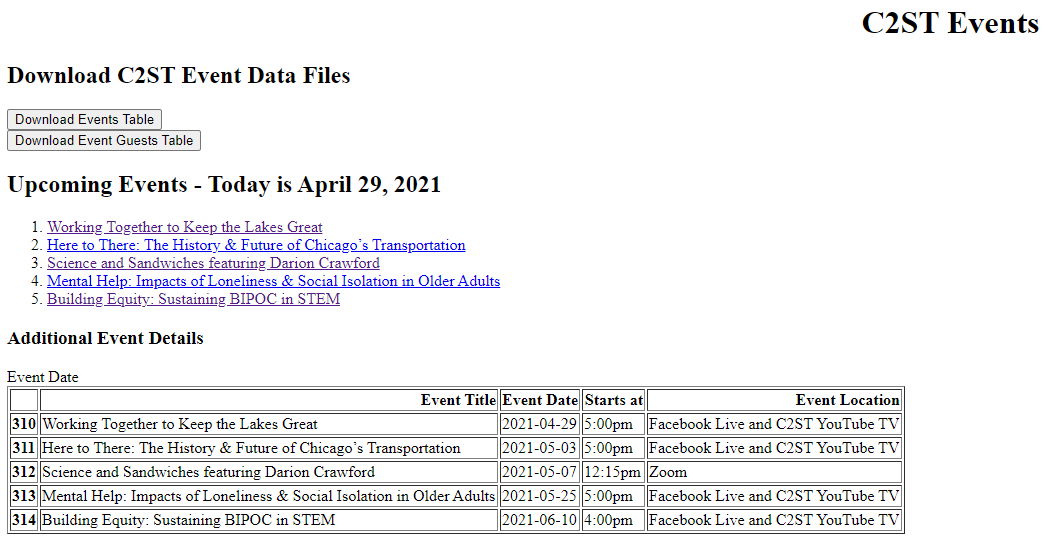 C2ST Events
Download C2ST Event Data Files
Download Events Table
Download Event Guests Table
Upcoming Events - Today is April 29, 2021
1. Working Together to Keep the Lakes Great
2. Here to There: The History & Future of Chicago’s Transportation
3. Science and Sandwiches featuring Darion Crawford
4. Mental Help: Impacts of Loneliness & Social Isolation in Older Adults
5. Building Equity: Sustaining BIPOC in STEM
Additional Event Details
Event Date
Event Title Event Date Starts at Event Location
310 Working Together to Keep the Lakes Great 2021-04-29 5:00pm Facebook Live and C2ST YouTube TV
311 Here to There: The History & Future of Chicago’s Transportation 2021-05-03 5:00pm Facebook Live and C2ST YouTube TV
312 Science and Sandwiches featuring Darion Crawford 2021-05-07 12:15pm Zoom
313 Mental Help: Impacts of Loneliness & Social Isolation in Older Adults 2021-05-25 5:00pm Facebook Live and C2ST YouTube TV
314 Building Equity: Sustaining BIPOC in STEM 2021-06-10 4:00pm Facebook Live and C2ST YouTube TV